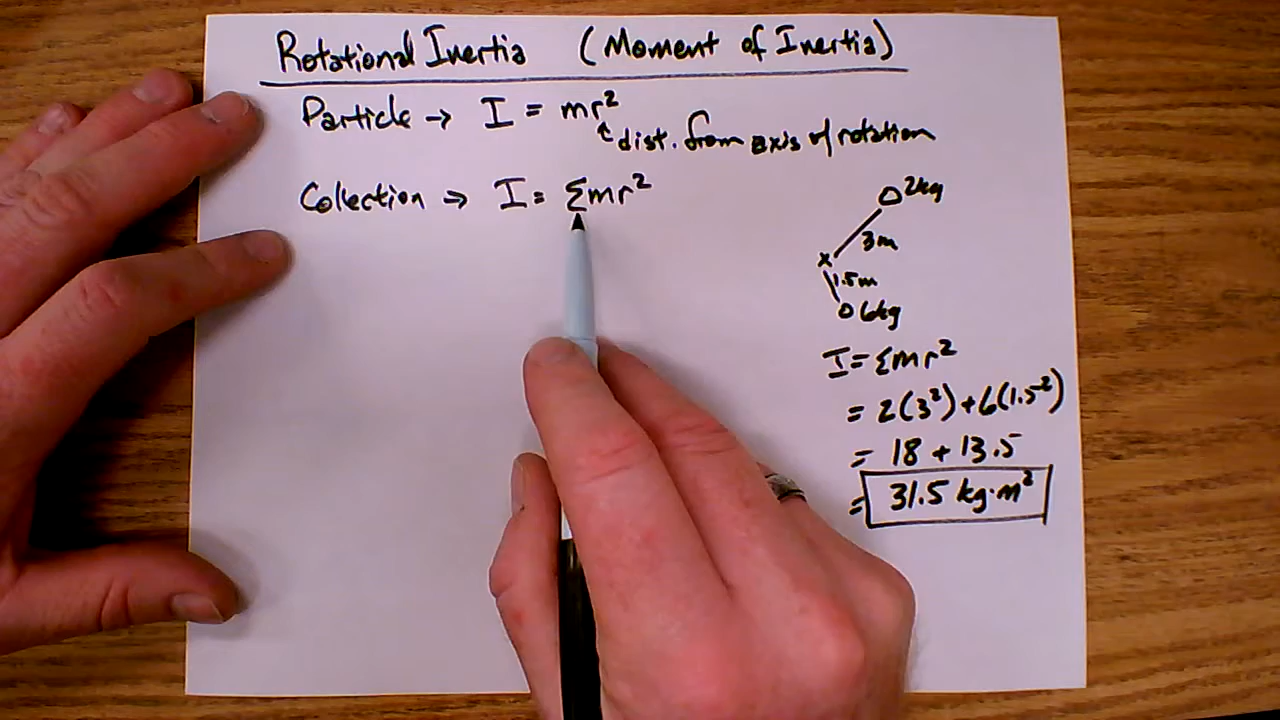 Rotational Inertia (Moment of Inertia)
Particle → I = mr²
↑ dist. from axis of rotation
Collection → I = Σmr²
2kg
3m
x
1.5m
6kg
I = Σmr²
= 2(3²)+6(1.5²)
= 18 + 13.5
= 31.5 kg·m²